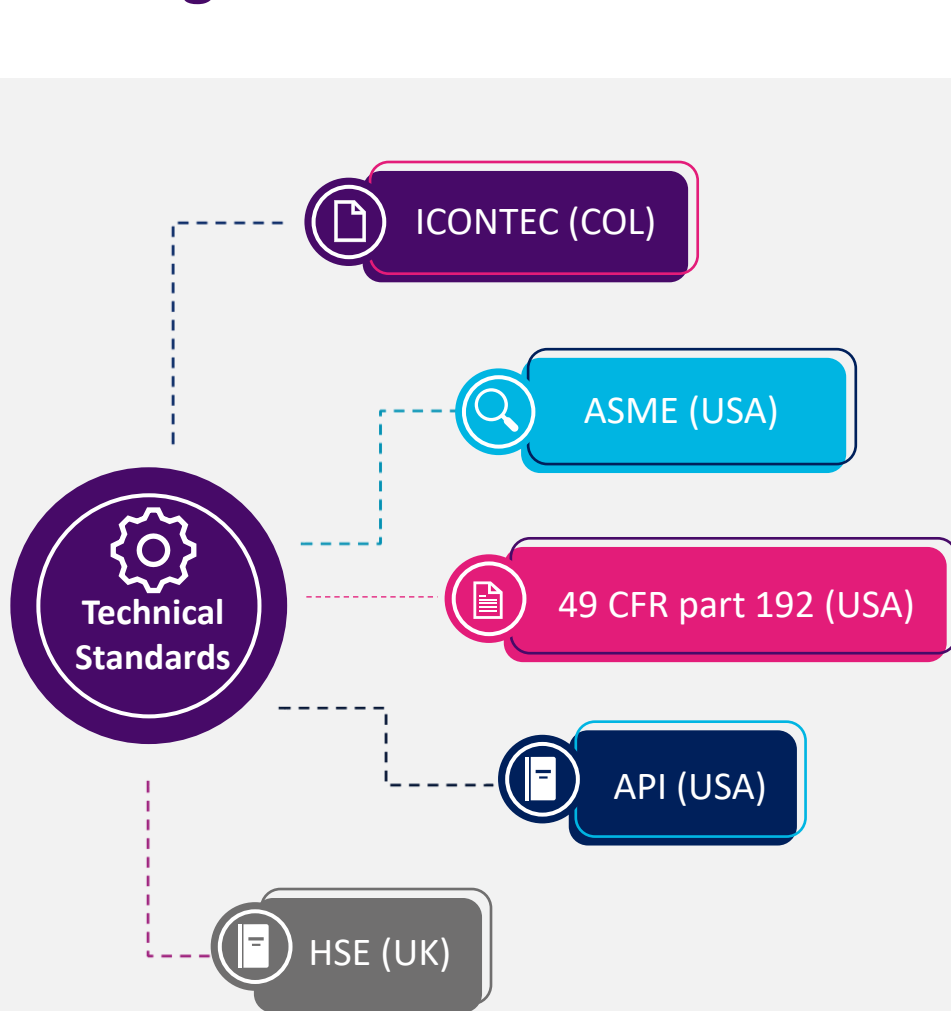 ICONTEC (COL)
ASME (USA)
Technical
Standards
49 CFR part 192 (USA)
API (USA)
HSE (UK)